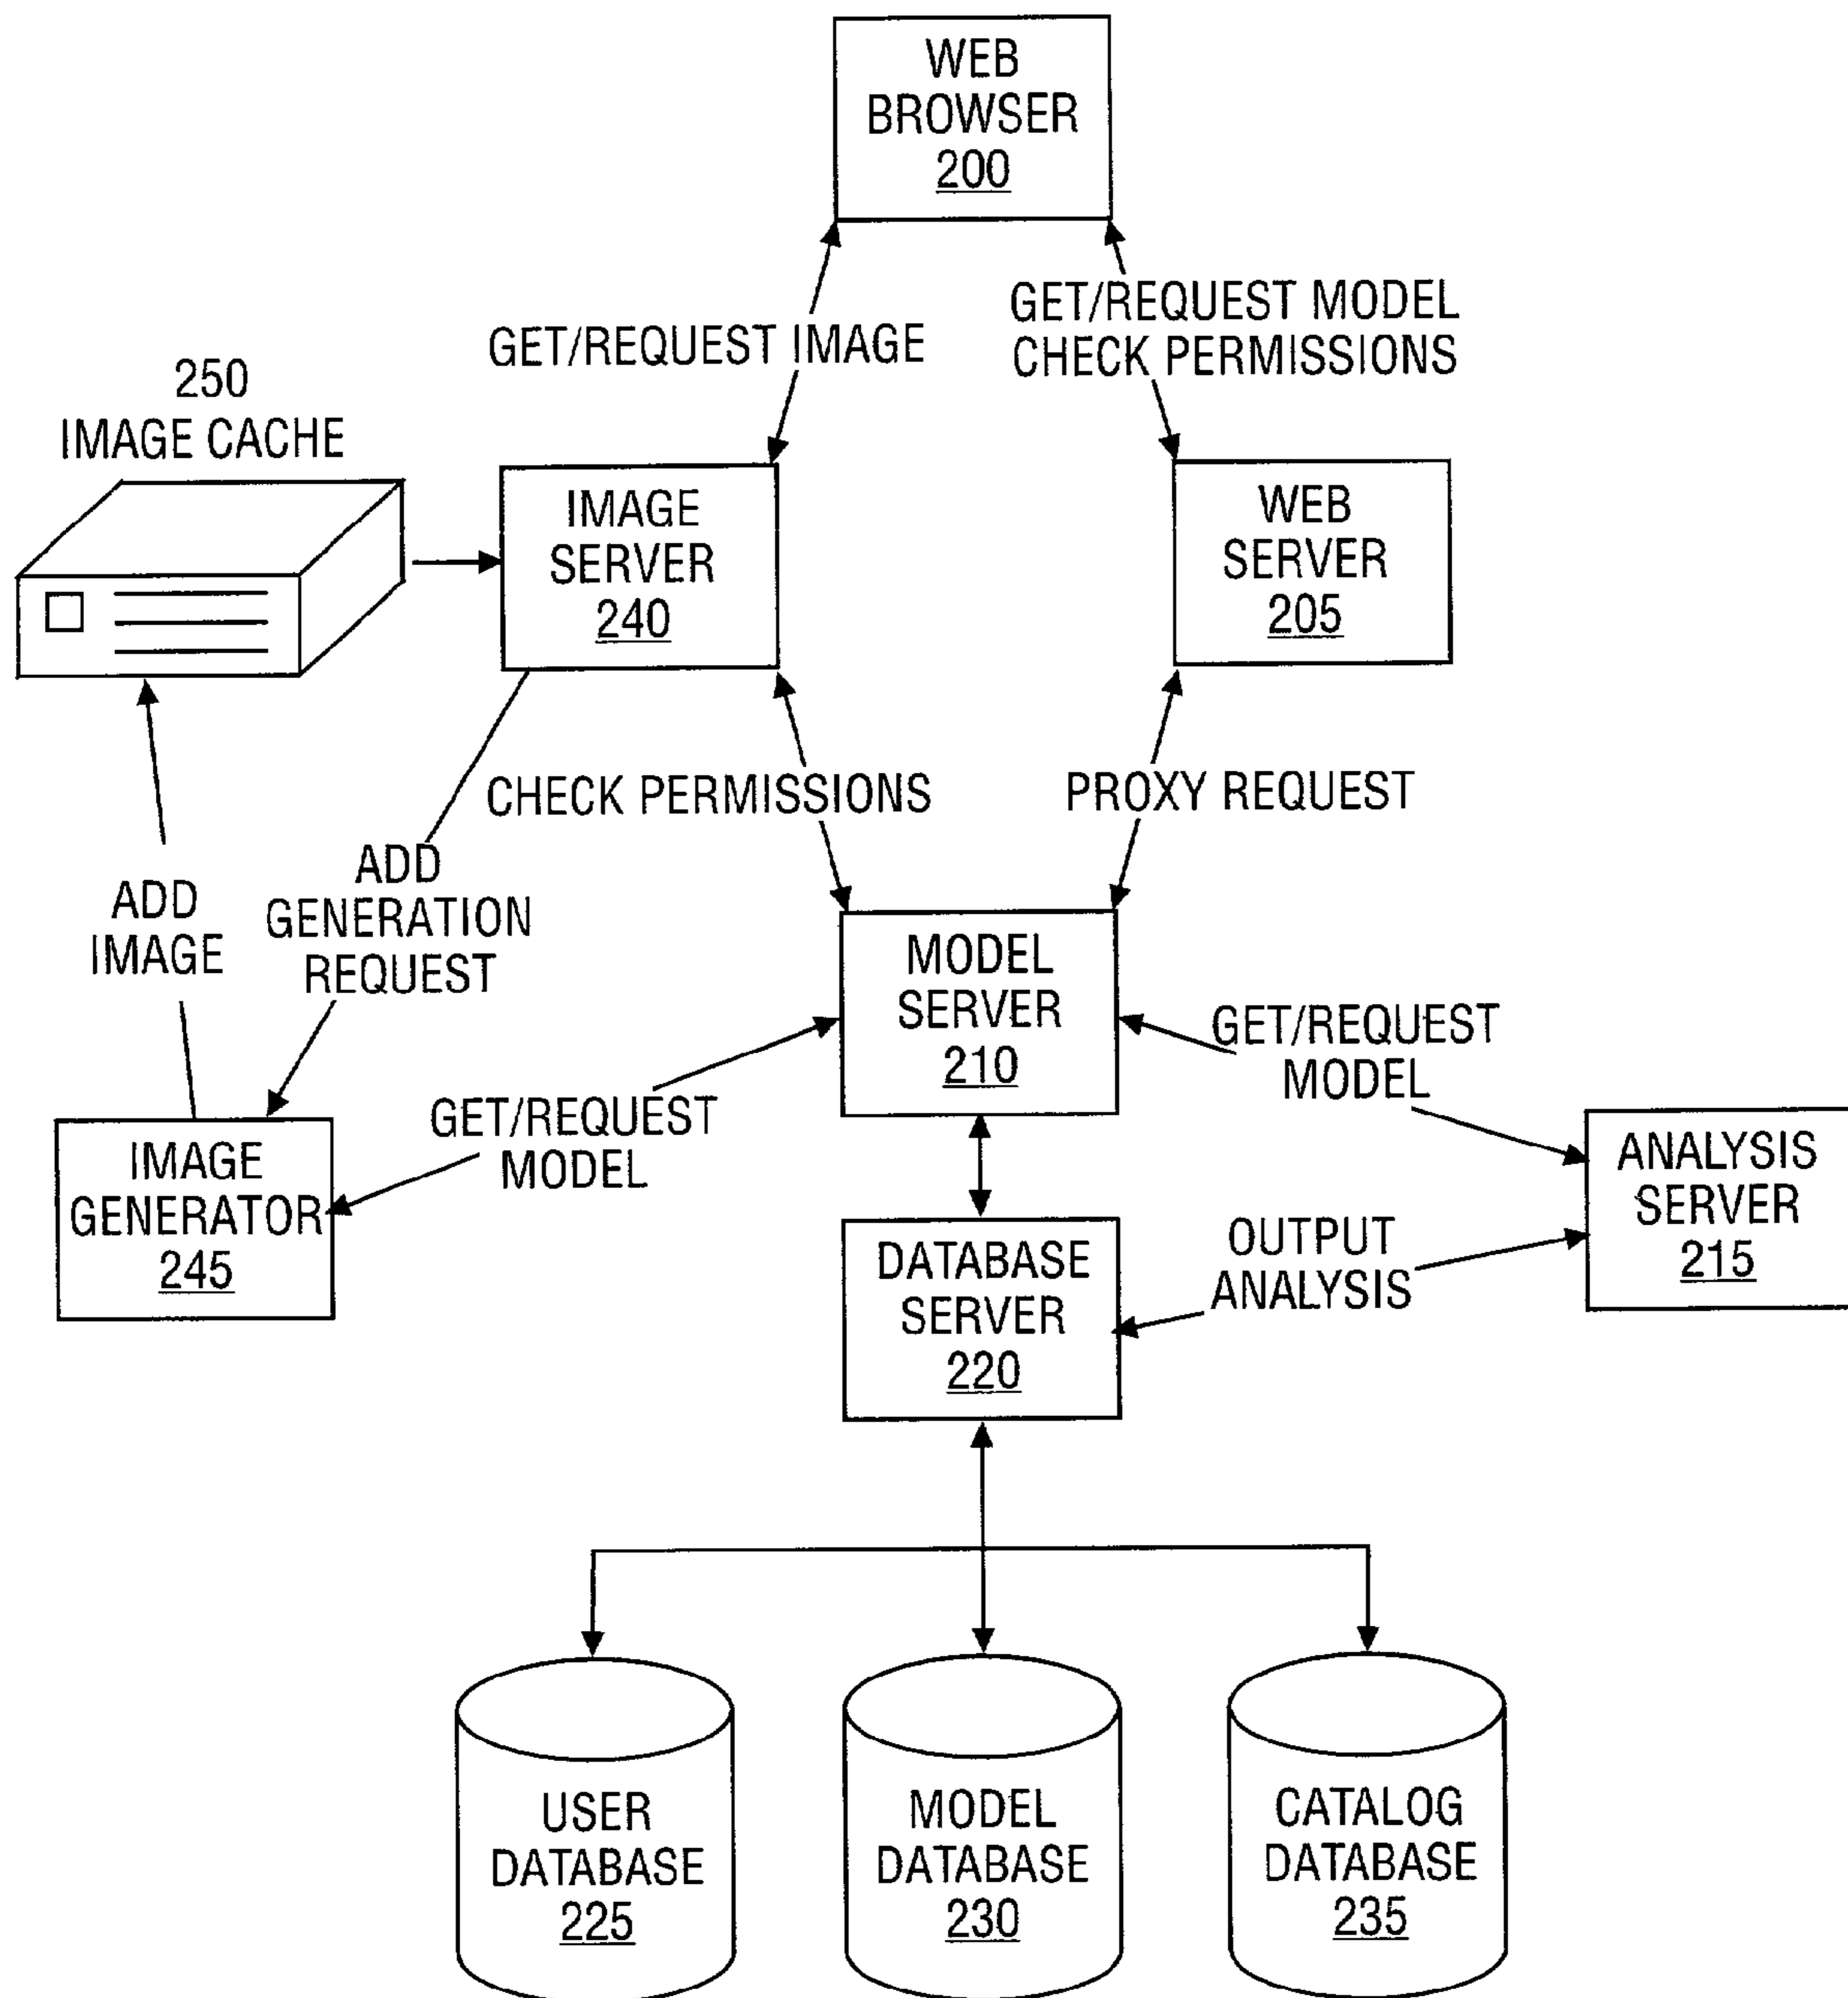 WEB
BROWSER
200
GET/REQUEST IMAGE
GET/REQUEST MODEL
CHECK PERMISSIONS
250
IMAGE CACHE
IMAGE
SERVER
240
WEB
SERVER
205
CHECK PERMISSIONS
PROXY REQUEST
ADD
IMAGE
ADD
GENERATION
REQUEST
MODEL
SERVER
210
GET/REQUEST
MODEL
GET/REQUEST
MODEL
IMAGE
GENERATOR
245
ANALYSIS
SERVER
215
DATABASE
SERVER
220
OUTPUT
ANALYSIS
USER
DATABASE
225
MODEL
DATABASE
230
CATALOG
DATABASE
235